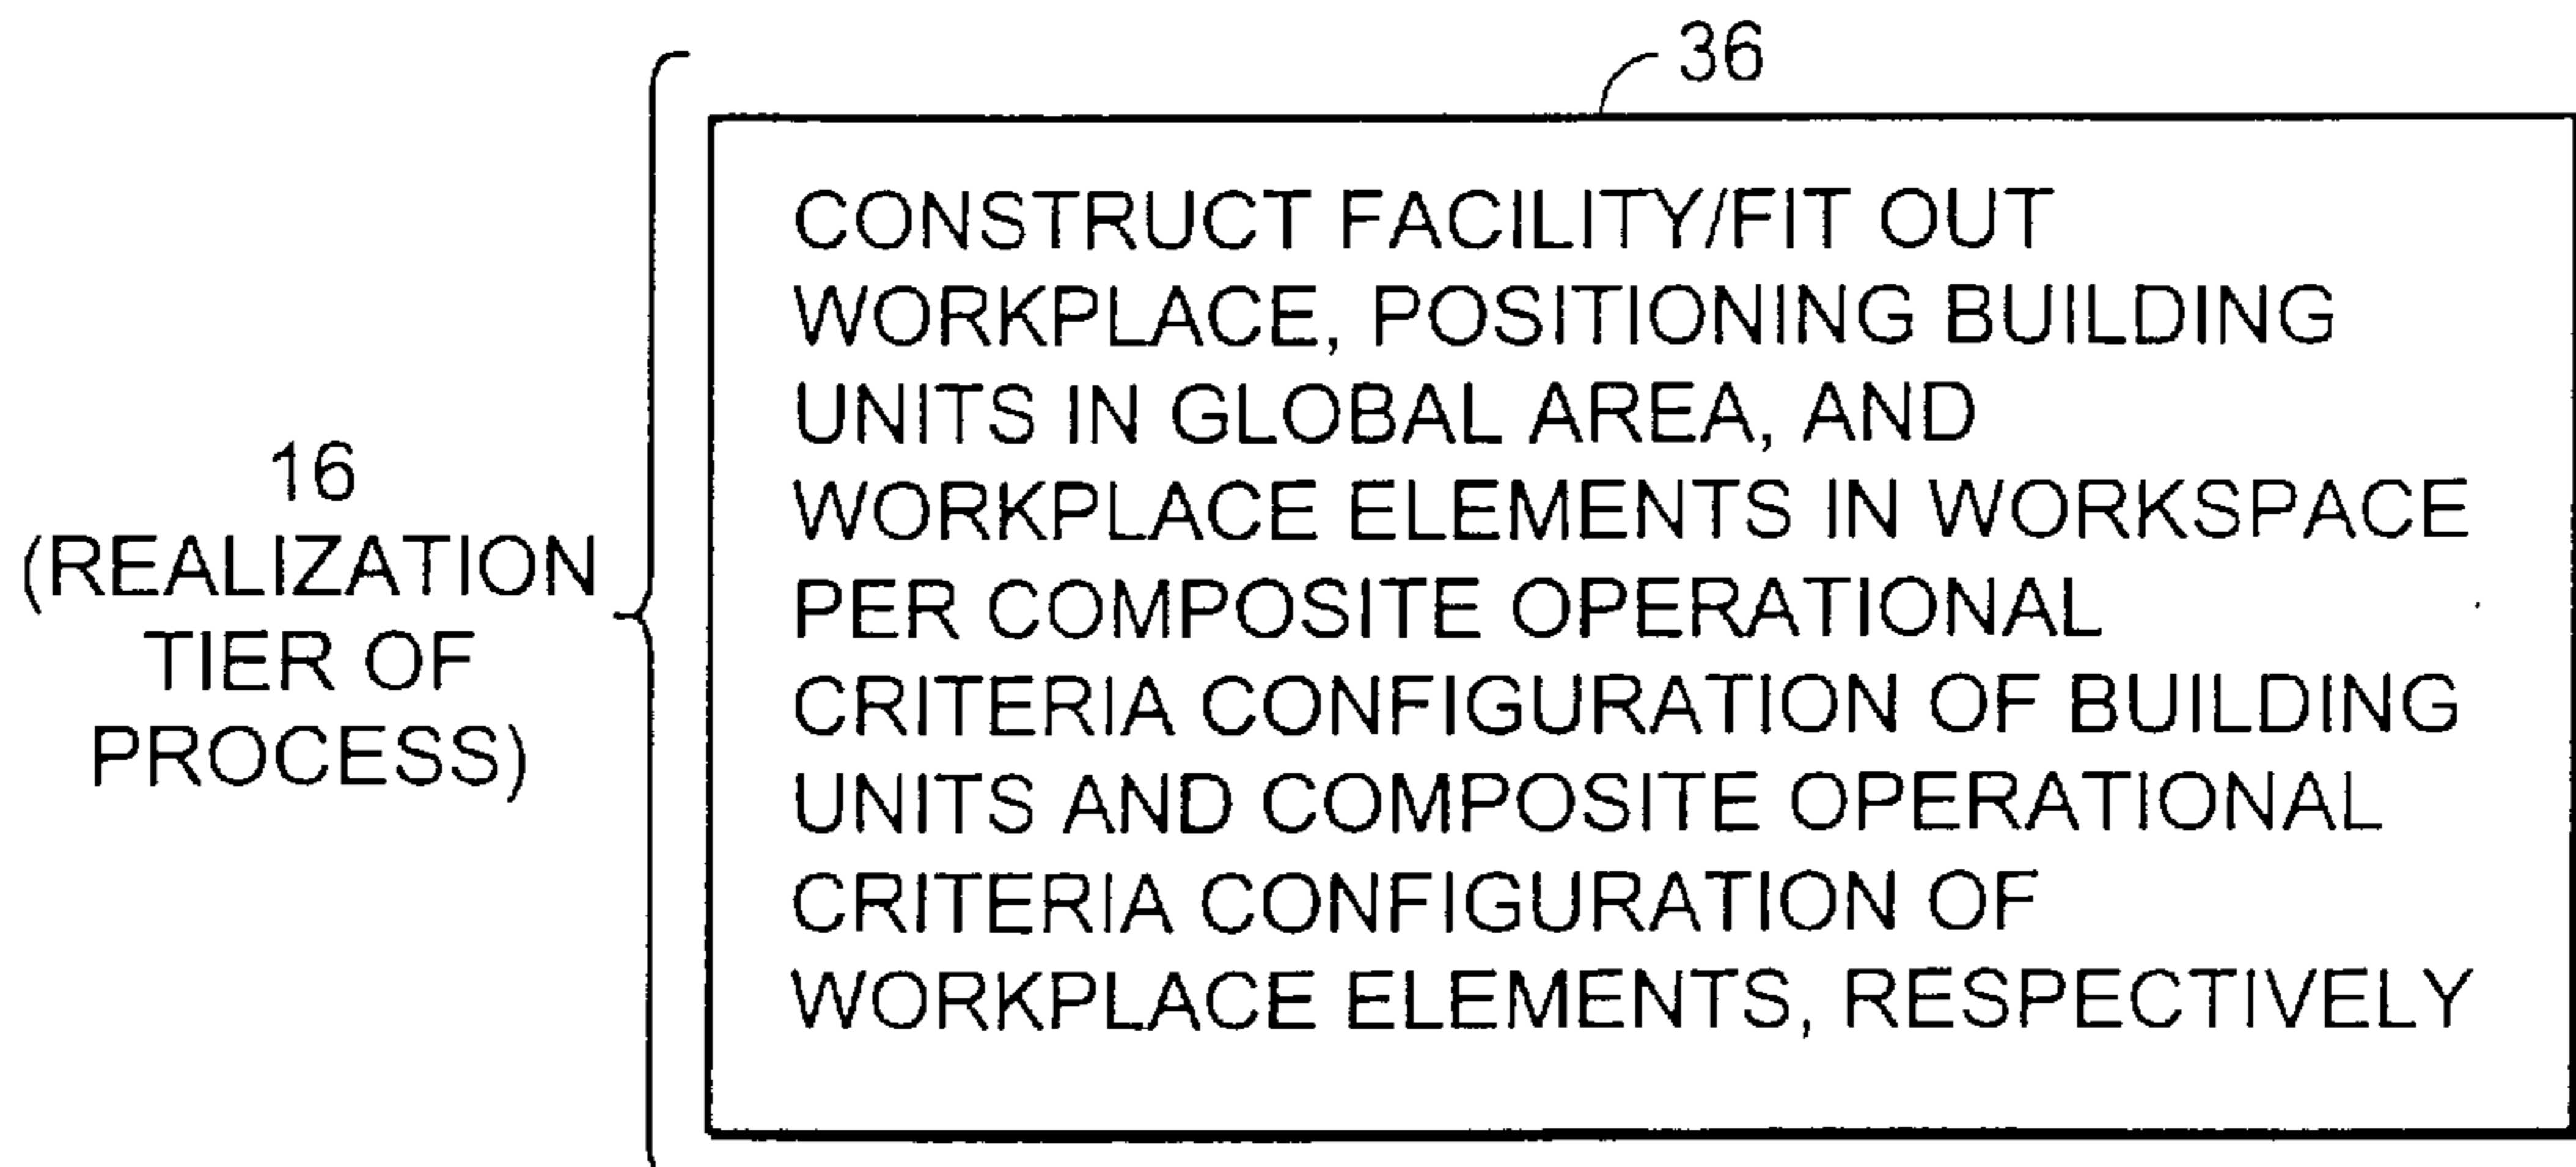 36
CONSTRUCT FACILITY/FIT OUT
WORKPLACE, POSITIONING BUILDING
UNITS IN GLOBAL AREA, AND
WORKPLACE ELEMENTS IN WORKSPACE
PER COMPOSITE OPERATIONAL
CRITERIA CONFIGURATION OF BUILDING
UNITS AND COMPOSITE OPERATIONAL
CRITERIA CONFIGURATION OF
WORKPLACE ELEMENTS, RESPECTIVELY
16
(REALIZATION
TIER OF
PROCESS)